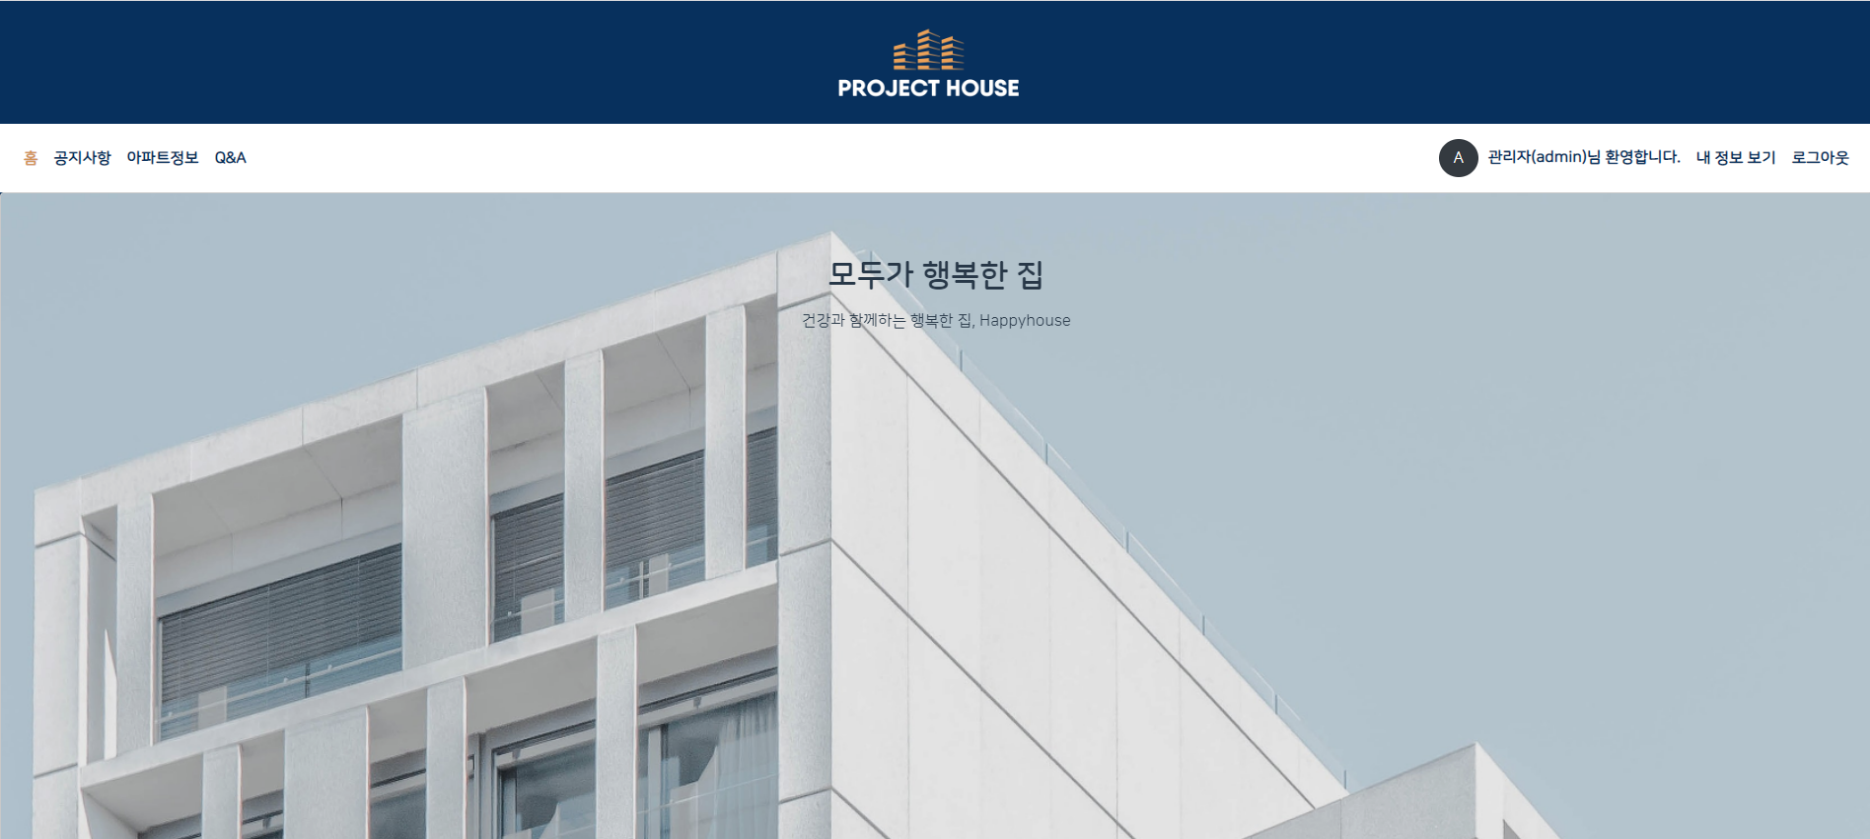 PROJECT HOUSE
홈 공지사항 아파트정보 Q&A A 관리자(admin)님 환영합니다. 내 정보 보기 로그아웃
모두가 행복한 집
건강과 함께하는 행복한 집, Happyhouse